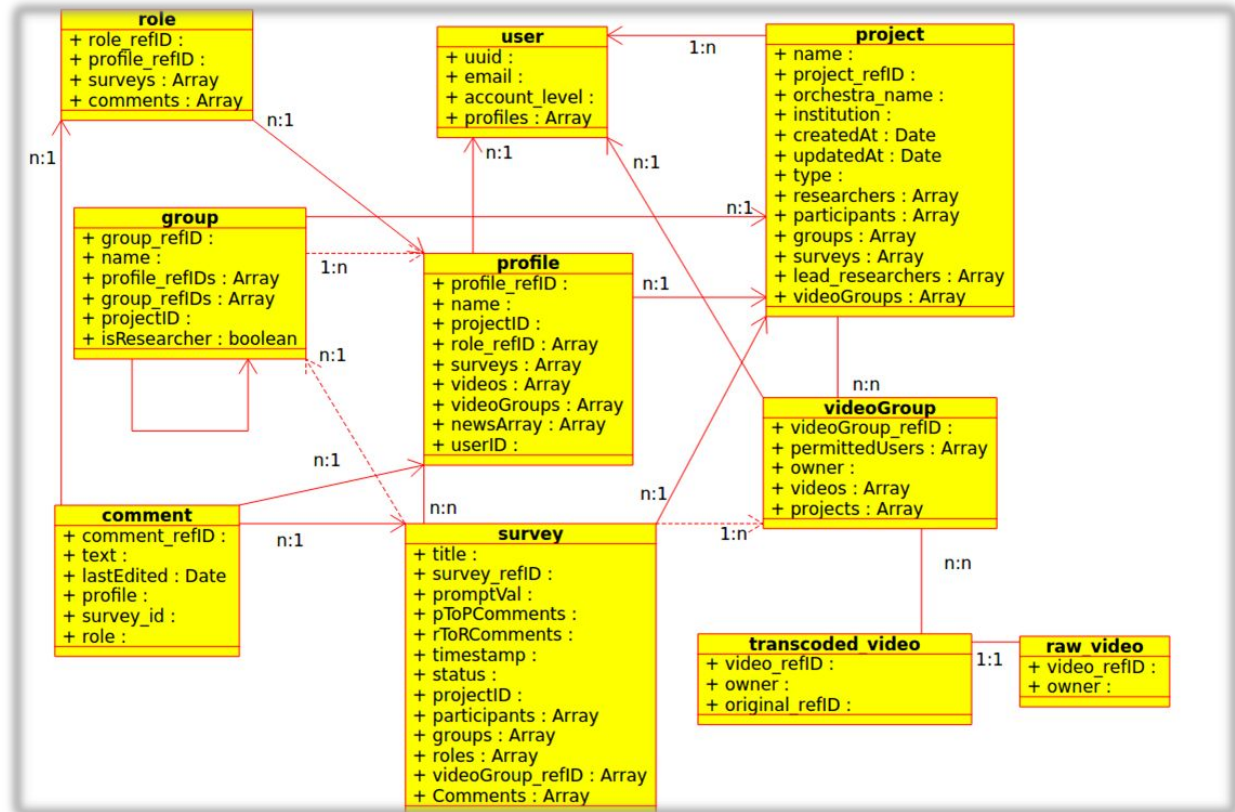 role
+ role_refID :
+ profile_refID :
+ surveys : Array
+ comments : Array
user
+ uuid :
+ email :
+ account_level :
+ profiles : Array
project
+ name :
+ project_refID :
+ orchestra_name :
+ institution :
+ createdAt : Date
+ updatedAt : Date
+ type :
+ researchers : Array
+ participants : Array
+ groups : Array
+ surveys : Array
+ lead_researchers : Array
+ videoGroups : Array
1:n
n:1
n:1
n:1
n:1
n:1
group
+ group_refID :
+ name :
+ profile_refIDs : Array
+ group_refIDs : Array
+ projectID :
+ isResearcher : boolean
1:n
profile
+ profile_refID :
+ name :
+ projectID :
+ role_refID : Array
+ surveys : Array
+ videos : Array
+ videoGroups : Array
+ newsArray : Array
+ userID :
n:1
n:1
n:n
videoGroup
+ videoGroup_refID :
+ permittedUsers : Array
+ owner :
+ videos : Array
+ projects : Array
n:1
n:n
n:1
n:1
1:n
n:n
comment
+ comment_refID :
+ text :
+ lastEdited : Date
+ profile :
+ survey_id :
+ role :
survey
+ title :
+ survey_refID :
+ promptVal :
+ pToPComments :
+ rToRComments :
+ timestamp :
+ status :
+ projectID :
+ participants : Array
+ groups : Array
+ roles : Array
+ videoGroup_refID : Array
+ Comments : Array
transcoded_video
+ video_refID :
+ owner :
+ original_refID :
1:1
raw_video
+ video_refID :
+ owner :